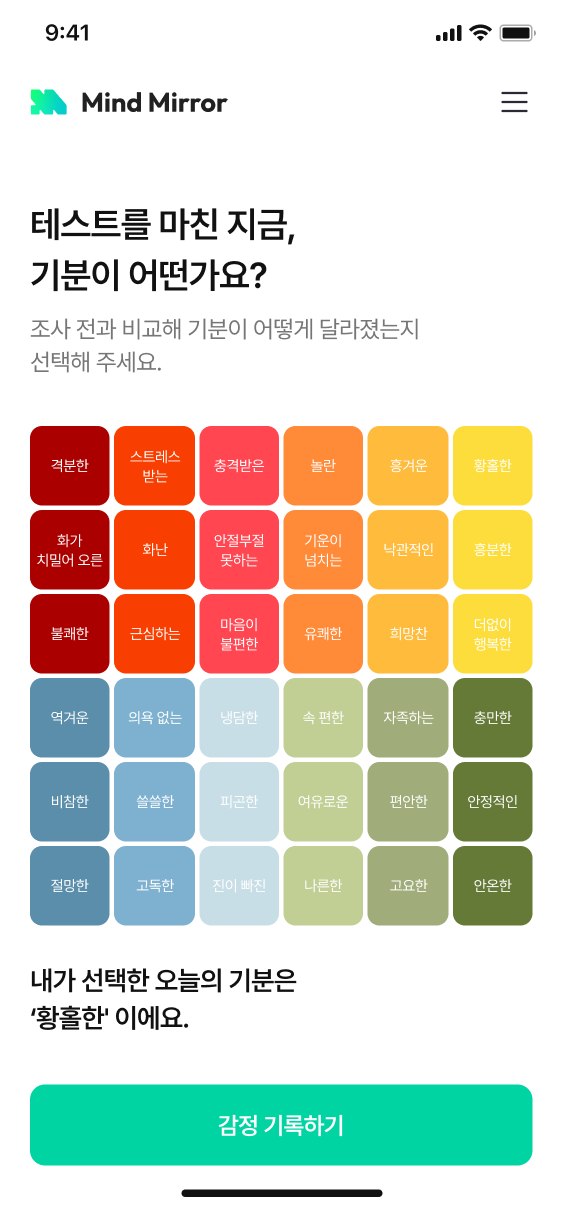 9:41
Mind Mirror
테스트를 마친 지금,
기분이 어떤가요?
조사 전과 비교해 기분이 어떻게 달라졌는지
선택해 주세요.
격분한
스트레스
받는
충격받은
놀란
흥겨운
황홀한
화가
치밀어 오른
화난
안절부절
못하는
기운이
넘치는
낙관적인
흥분한
불쾌한
근심하는
마음이
불편한
유쾌한
희망찬
더없이
행복한
역겨운
의욕 없는
냉담한
속 편한
자족하는
충만한
비참한
쓸쓸한
피곤한
여유로운
편안한
안정적인
절망한
고독한
진이 빠진
나른한
고요한
안온한
내가 선택한 오늘의 기분은
‘황홀한' 이에요.
감정 기록하기